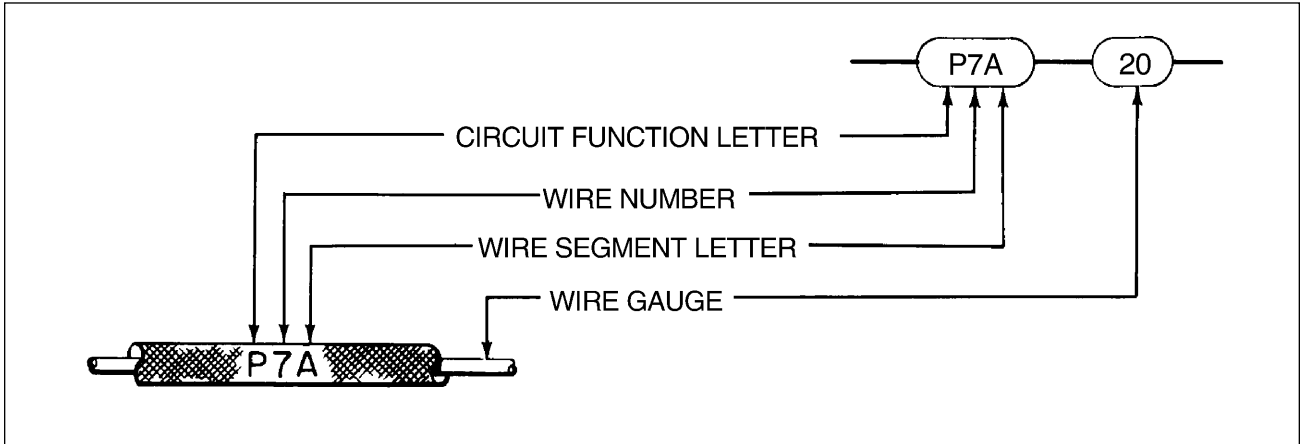 P7A 20
CIRCUIT FUNCTION LETTER
WIRE NUMBER
WIRE SEGMENT LETTER
WIRE GAUGE
P7A